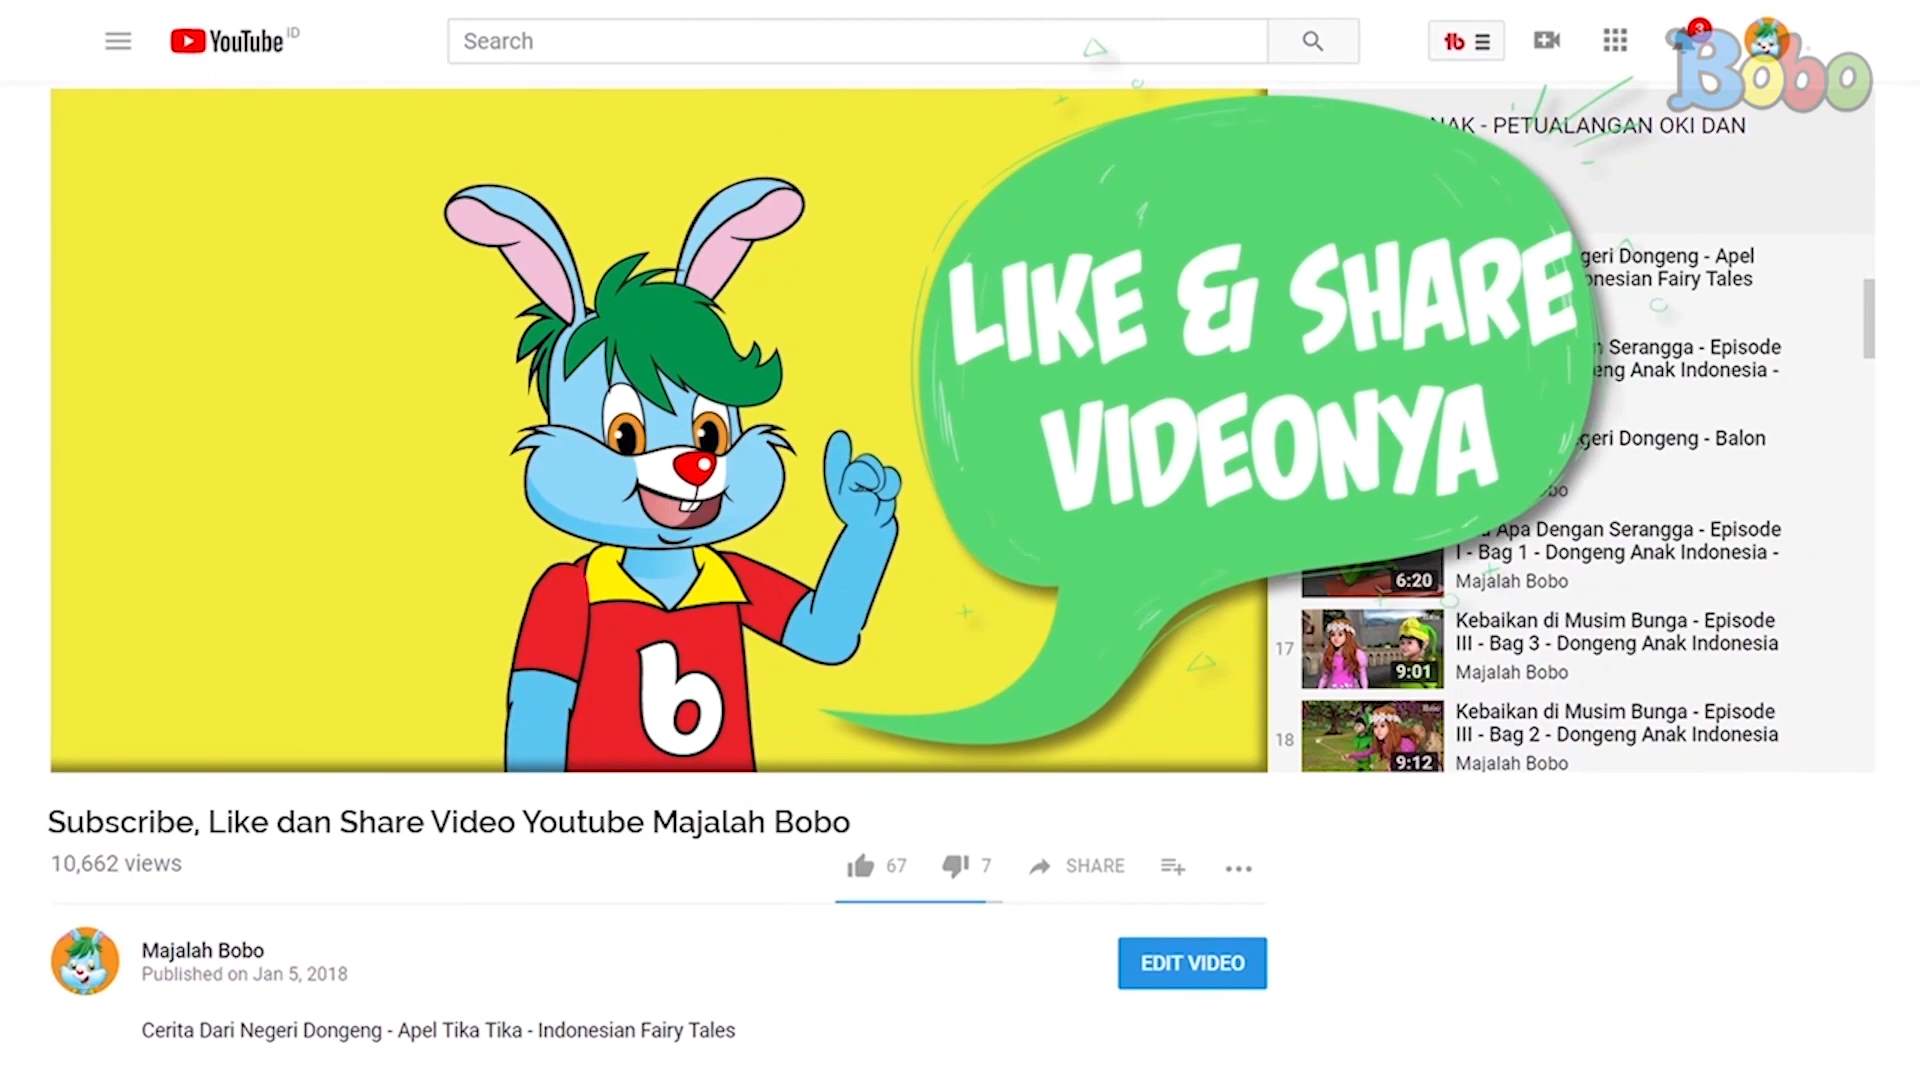 YouTube ID
Search
3
Bobo
LIKE & SHARE
VIDEONYA
b
- PETUALANGAN OKI DAN
Dongeng - Apel
Fairy Tales
Serangga - Episode
Anak Indonesia -
Dongeng - Balon
Apa Dengan Serangga - Episode
I - Bag 1 - Dongeng Anak Indonesia -
6:20
Majalah Bobo
17
Kebaikan di Musim Bunga - Episode
III - Bag 3 - Dongeng Anak Indonesia
9:01
Majalah Bobo
18
Kebaikan di Musim Bunga - Episode
III - Bag 2 - Dongeng Anak Indonesia
9:12
Majalah Bobo
Subscribe, Like dan Share Video Youtube Majalah Bobo
10,662 views
67
7
SHARE
Majalah Bobo
Published on Jan 5, 2018
EDIT VIDEO
Cerita Dari Negeri Dongeng - Apel Tika Tika - Indonesian Fairy Tales